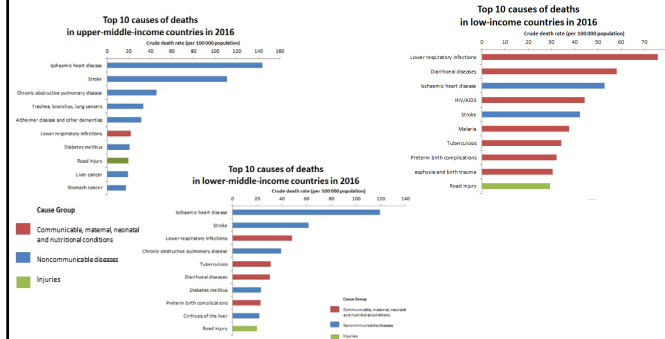 Top 10 causes of deaths
in upper-middle-income countries in 2016
Crude death rate (per 100 000 population)
0 20 40 60 80 100 120 140 160
Ischaemic heart disease
Stroke
Chronic obstructive pulmonary disease
Trachea, bronchus, lung cancers
Alzheimer disease and other dementias
Lower respiratory infections
Diabetes mellitus
Road injury
Liver cancer
Stomach cancer
Cause Group
Communicable, maternal, neonatal
and nutritional conditions
Noncommunicable diseases
Injuries
Top 10 causes of deaths
in lower-middle-income countries in 2016
Crude death rate (per 100 000 population)
0 20 40 60 80 100 120 140
Ischaemic heart disease
Stroke
Lower respiratory infections
Chronic obstructive pulmonary disease
Tuberculosis
Diarrhoeal diseases
Diabetes mellitus
Preterm birth complications
Cirrhosis of the liver
Road injury
Cause Group
Communicable, maternal, neonatal
and nutritional conditions
Noncommunicable diseases
Injuries
Top 10 causes of deaths
in low-income countries in 2016
Crude death rate (per 100 000 population)
0 10 20 30 40 50 60 70
Lower respiratory infections
Diarrhoeal diseases
Ischaemic heart disease
HIV/AIDS
Stroke
Malaria
Tuberculosis
Preterm birth complications
asphyxia and birth trauma
Road injury